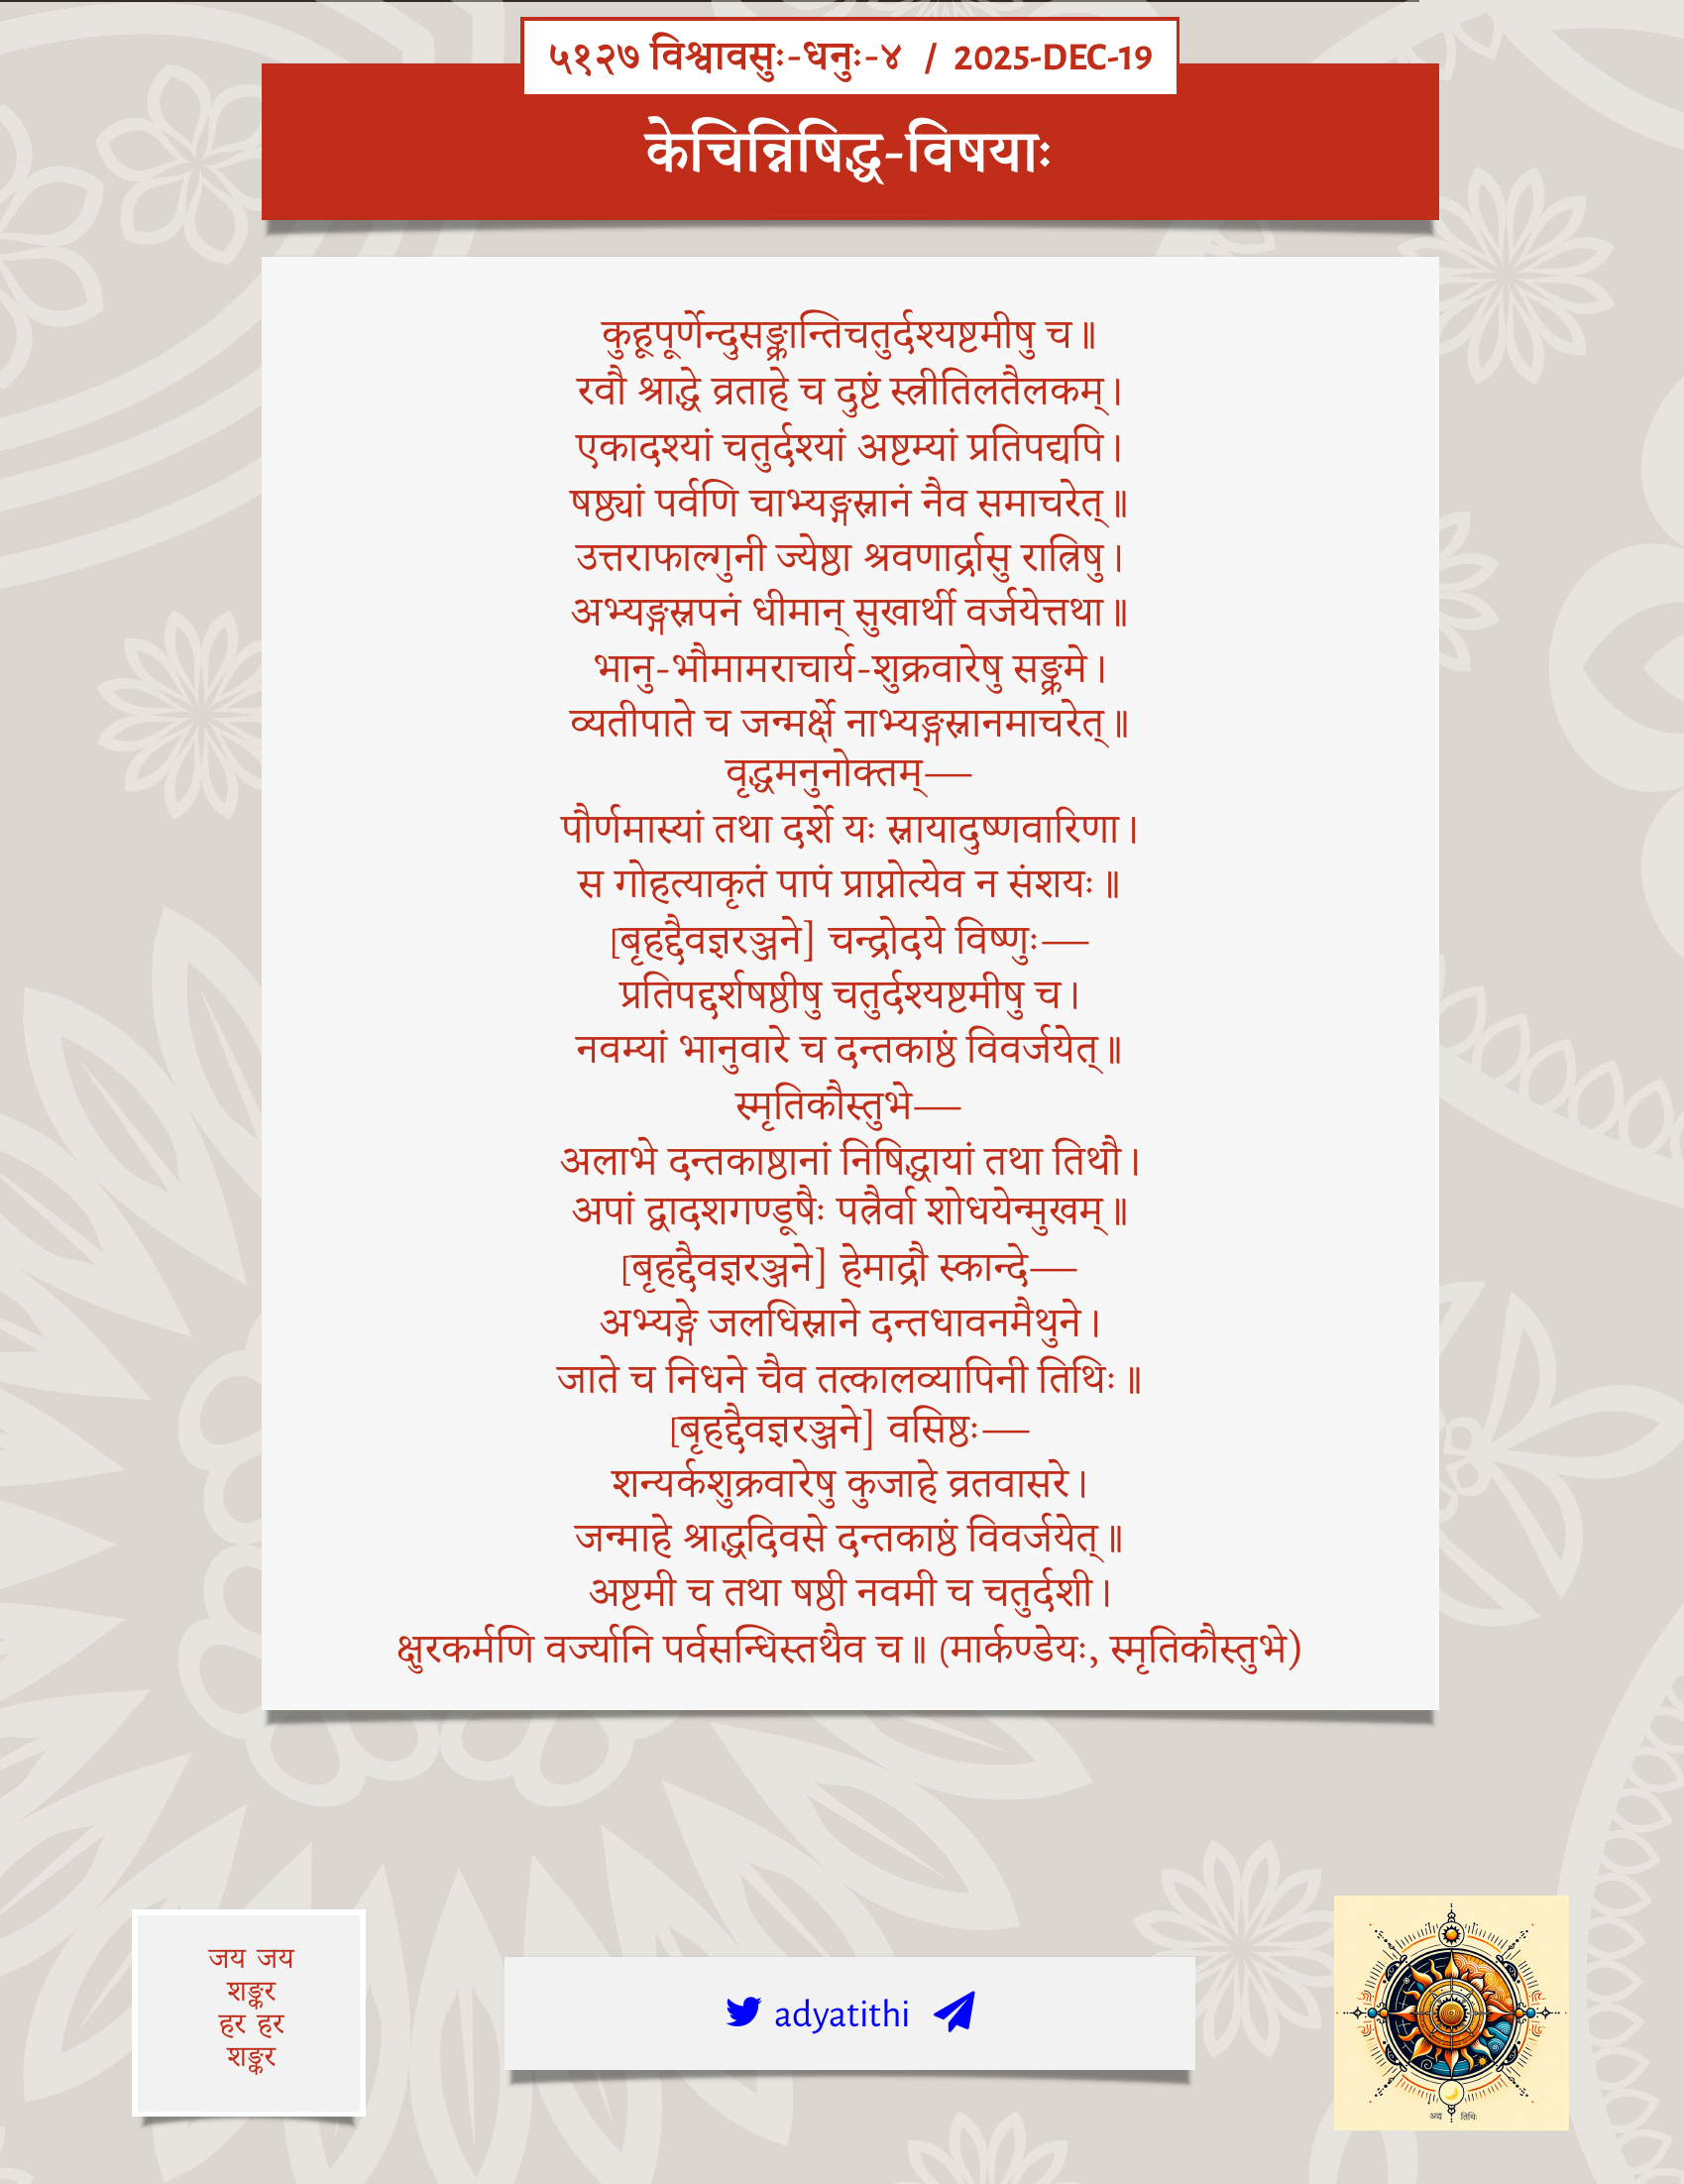 ५१२७ विश्वावसुः-धनुः-४ / 2025-DEC-19
केचिन्निषिद्ध-विषयाः
कुहूपूर्णेन्दुसङ्क्रान्तिचतुर्दश्यष्टमीषु च॥
रवौ श्राद्धे व्रताहे च दुष्टं स्त्रीतिलतैलकम्।
एकादश्यां चतुर्दश्यां अष्टम्यां प्रतिपद्यपि।
षष्ठ्यां पर्वणि चाभ्यङ्गस्नानं नैव समाचरेत्॥
उत्तराफाल्गुनी ज्येष्ठा श्रवणार्द्रासु रात्रिषु।
अभ्यङ्गस्नपनं धीमान् सुखार्थी वर्जयेत्तथा॥
भानु-भौमामराचार्य-शुक्रवारेषु सङ्क्रमे।
व्यतीपाते च जन्मर्क्षे नाभ्यङ्गस्नानमाचरेत्॥
वृद्धमनुनोक्तम्—
पौर्णमास्यां तथा दर्शे यः स्नायादुष्णवारिणा।
स गोहत्याकृतं पापं प्राप्नोत्येव न संशयः॥
[बृहद्दैवज्ञरञ्जने] चन्द्रोदये विष्णुः—
प्रतिपद्दर्शषष्ठीषु चतुर्दश्यष्टमीषु च।
नवम्यां भानुवारे च दन्तकाष्ठं विवर्जयेत्॥
स्मृतिकौस्तुभे—
अलाभे दन्तकाष्ठानां निषिद्धायां तथा तिथौ।
अपां द्वादशगण्डूषैः पत्रैर्वा शोधयेन्मुखम्॥
[बृहद्दैवज्ञरञ्जने] हेमाद्रौ स्कान्दे—
अभ्यङ्गे जलधिस्नाने दन्तधावनमैथुने।
जाते च निधने चैव तत्कालव्यापिनी तिथिः॥
[बृहद्दैवज्ञरञ्जने] वसिष्ठः—
शन्यर्कशुक्रवारेषु कुजाहे व्रतवासरे।
जन्माहे श्राद्धदिवसे दन्तकाष्ठं विवर्जयेत्॥
अष्टमी च तथा षष्ठी नवमी च चतुर्दशी।
क्षुरकर्मणि वर्ज्यानि पर्वसन्धिस्तथैव च॥ (मार्कण्डेयः, स्मृतिकौस्तुभे)
जय जय
शङ्कर
हर हर
शङ्कर
adyatithi
अद्य तिथिः